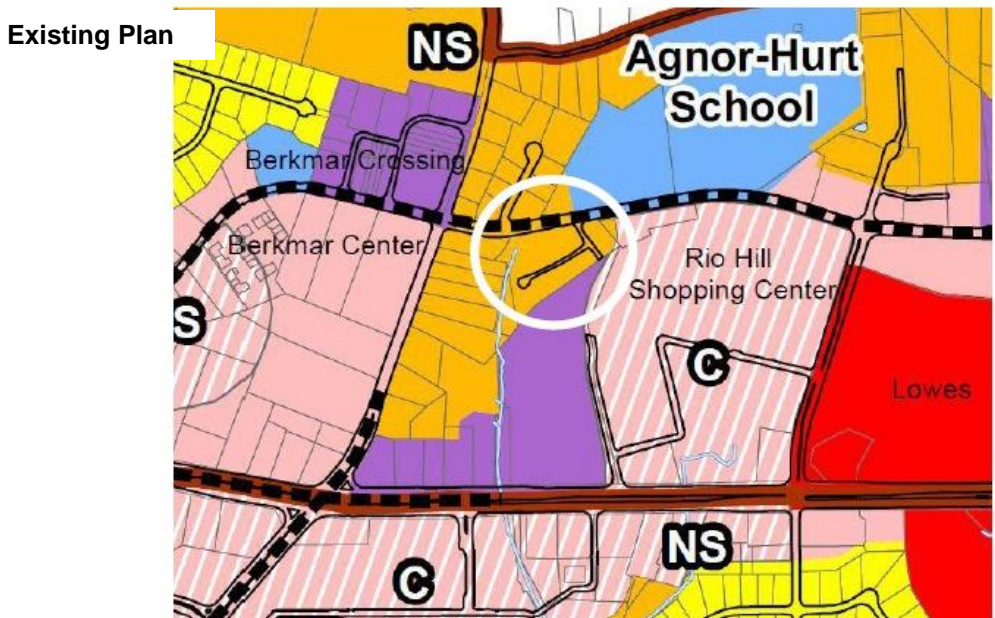 Existing Plan
NS
Agnor-Hurt
School
Berkmar Crossing
Berkmar Center
Rio Hill
Shopping Center
S
C
Lowes
NS
C